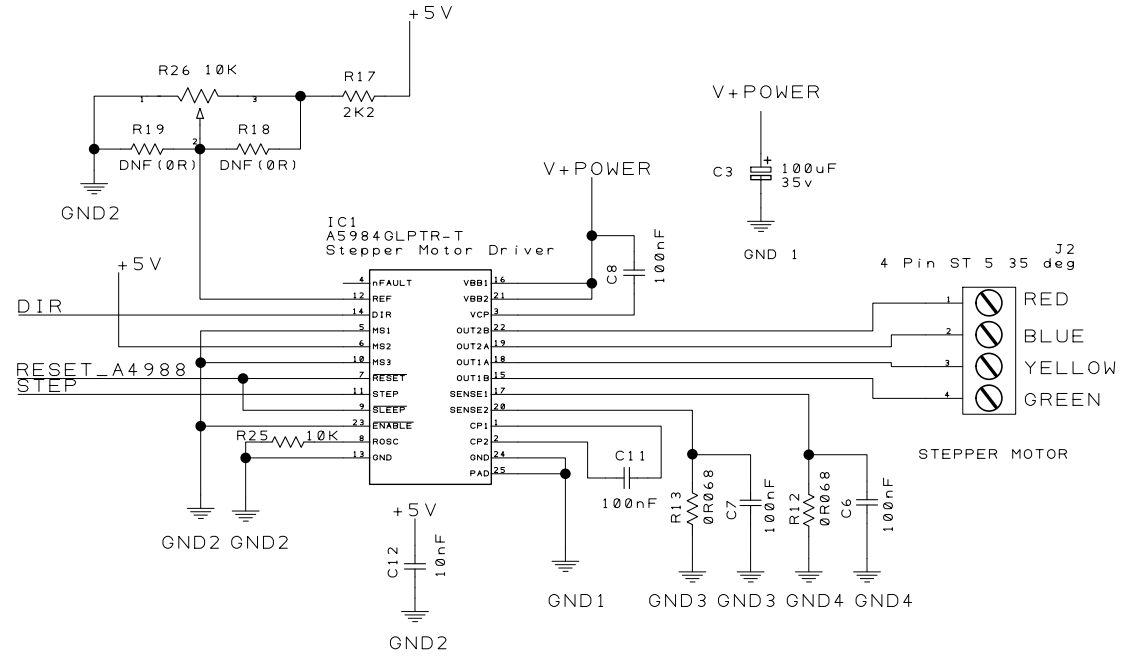 +5V
R26 10K
R17
2K2
1
3
R19
2
R18
DNF(0R)
DNF(0R)
GND2
V+POWER
C3
+
100uF
35v
GND 1
V+POWER
C8
100nF
IC1
A5984GLPTR-T
Stepper Motor Driver
+5V
DIR
RESET_A4988
STEP
4 nFAULT VBB1 16
12 REF VBB2 21
14 DIR VCP 3
5 MS1 OUT2B 22
6 MS2 OUT2A 19
10 MS3 OUT1A 18
7 RESET OUT1B 15
11 STEP SENSE1 17
9 SLEEP SENSE2 20
23 ENABLE CP1 1
8 ROSC CP2 2
13 GND GND 24
PAD 25
J2
4 Pin ST 5 35 deg
1 RED
2 BLUE
3 YELLOW
4 GREEN
STEPPER MOTOR
R25 10K
GND2 GND2
C11
100nF
R13
0R068
C7
100nF
R12
0R068
C6
100nF
+5V
C12
10nF
GND2
GND1
GND3 GND3 GND4 GND4